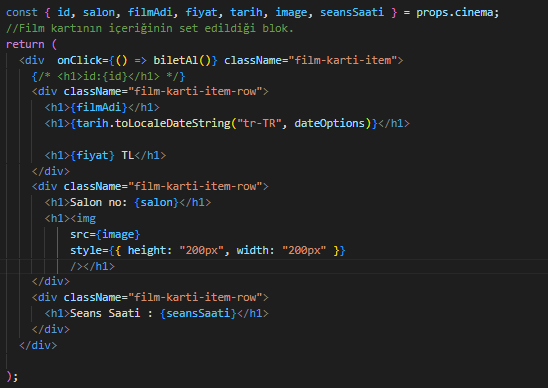 const { id, salon, filmAdi, fiyat, tarih, image, seansSaati } = props.cinema;
//Film kartının içeriğinin set edildiği blok.
return (
<div  onClick={() => biletAl()} className="film-karti-item">
{/* <h1>id:{id}</h1> */}
<div className="film-karti-item-row">
<h1>{filmAdi}</h1>
<h1>{tarih.toLocaleDateString("tr-TR", dateOptions)}</h1>
<h1>{fiyat} TL</h1>
</div>
<div className="film-karti-item-row">
<h1>Salon no: {salon}</h1>
<h1><img
src={image}
style={{ height: "200px", width: "200px" }}
/></h1>
</div>
<div className="film-karti-item-row">
<h1>Seans Saati : {seansSaati}</h1>
</div>
</div>
);